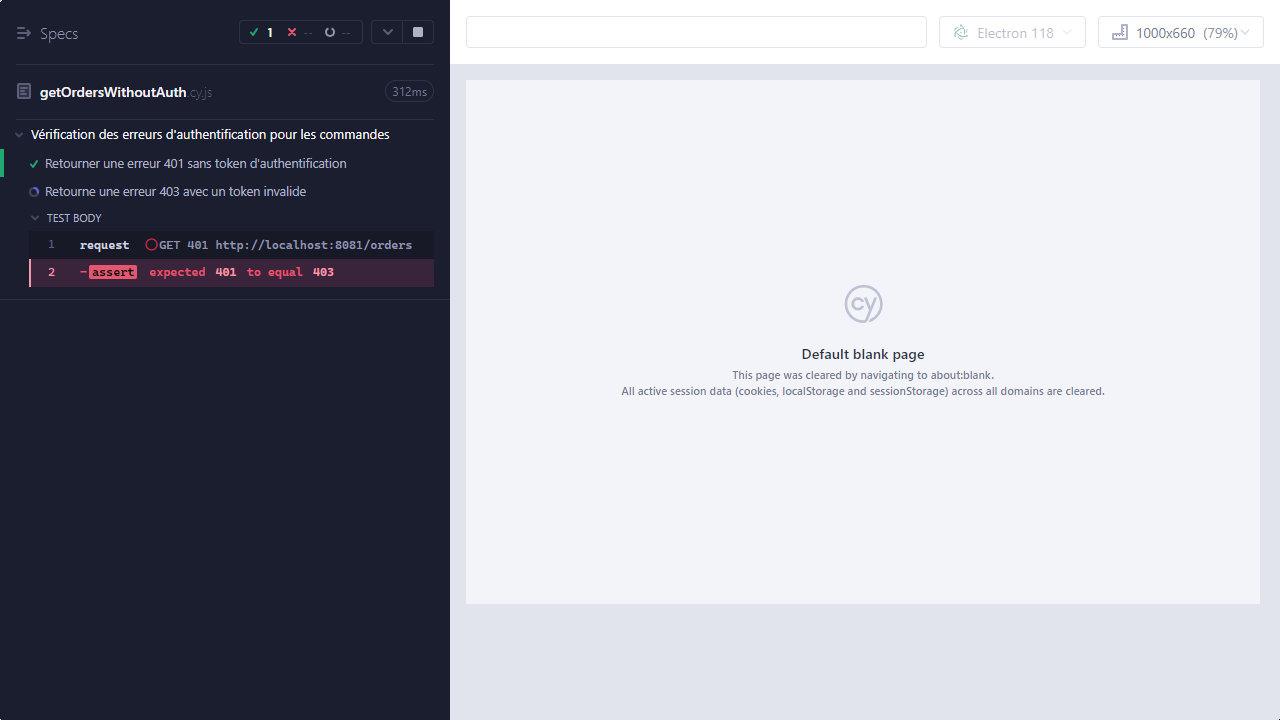 Specs
1 -- --
getOrdersWithoutAuth.cy.js 312ms
Vérification des erreurs d'authentification pour les commandes
Retourner une erreur 401 sans token d'authentification
Retourne une erreur 403 avec un token invalide
TEST BODY
1 request GET 401 http://localhost:8081/orders
2 -assert expected 401 to equal 403
Electron 118
1000x660 (79%)
cy
Default blank page
This page was cleared by navigating to about:blank.
All active session data (cookies, localStorage and sessionStorage) across all domains are cleared.